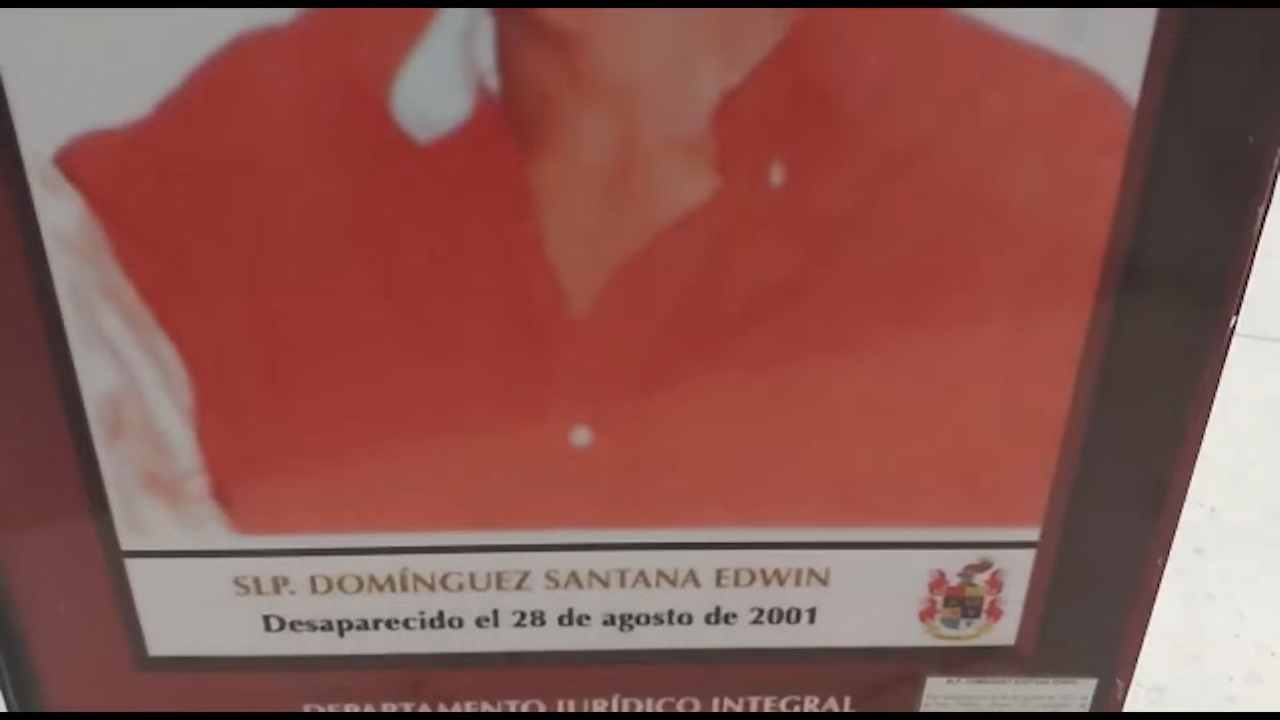 SLP. DOMÍNGUEZ SANTANA EDWIN
Desaparecido el 28 de agosto de 2001
DEPARTAMENTO JURÍDICO INTEGRAL